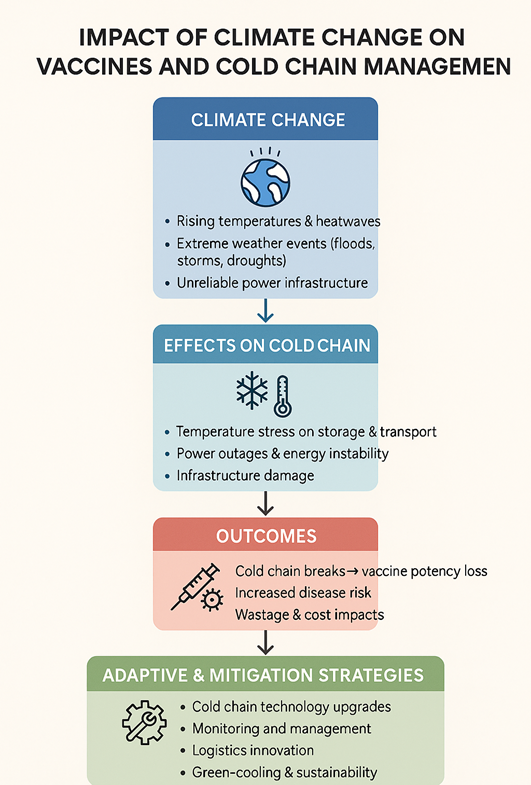 IMPACT OF CLIMATE CHANGE ON
VACCINES AND COLD CHAIN MANAGEMEN
CLIMATE CHANGE
• Rising temperatures & heatwaves
• Extreme weather events (floods,
storms, droughts)
• Unreliable power infrastructure
EFFECTS ON COLD CHAIN
• Temperature stress on storage & transport
• Power outages & energy instability
• Infrastructure damage
OUTCOMES
Cold chain breaks→ vaccine potency loss
Increased disease risk
Wastage & cost impacts
ADAPTIVE & MITIGATION STRATEGIES
• Cold chain technology upgrades
• Monitoring and management
• Logistics innovation
• Green-cooling & sustainability